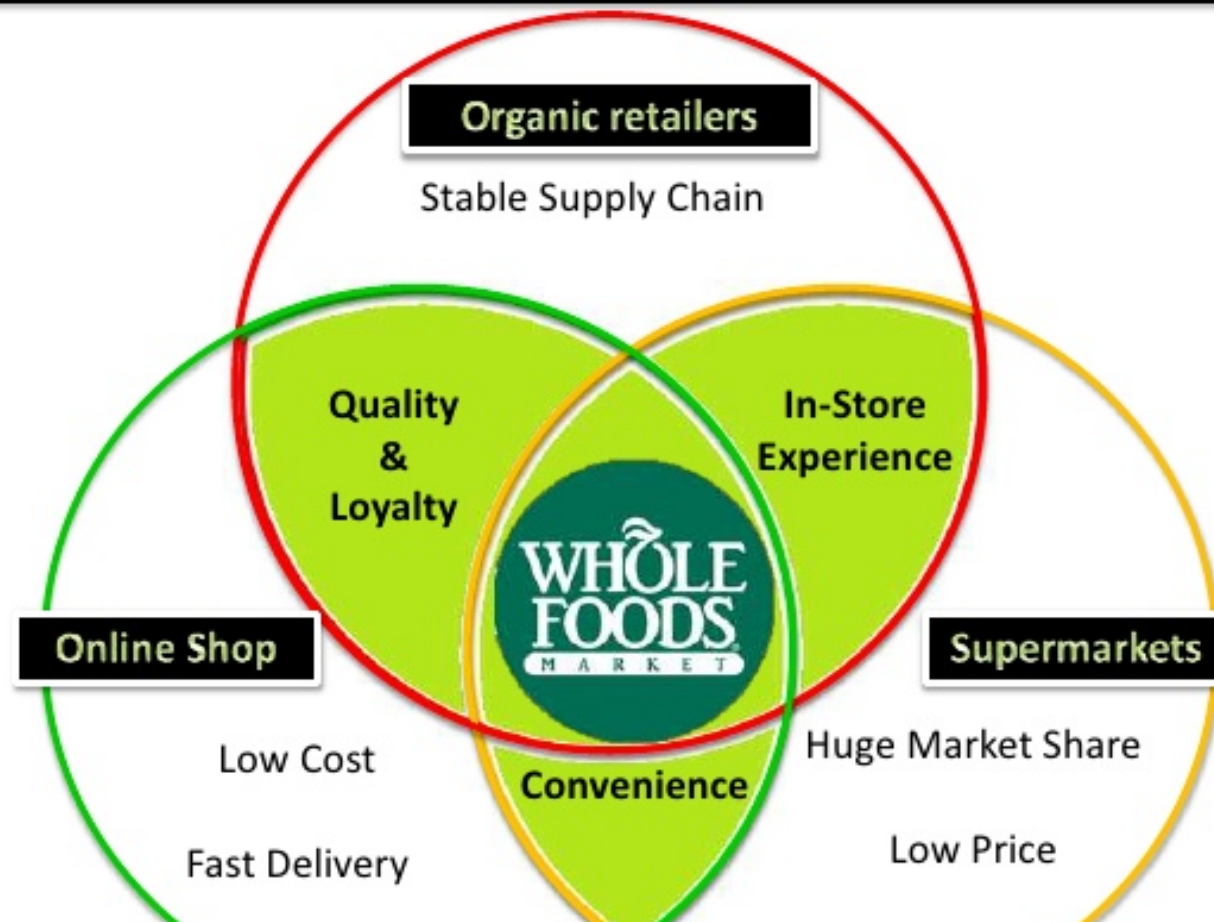 Organic retailers
Stable Supply Chain
Quality
&
Loyalty
In-Store
Experience
WHOLE
FOODS
MARKET
Online Shop
Supermarkets
Low Cost
Huge Market Share
Convenience
Fast Delivery
Low Price